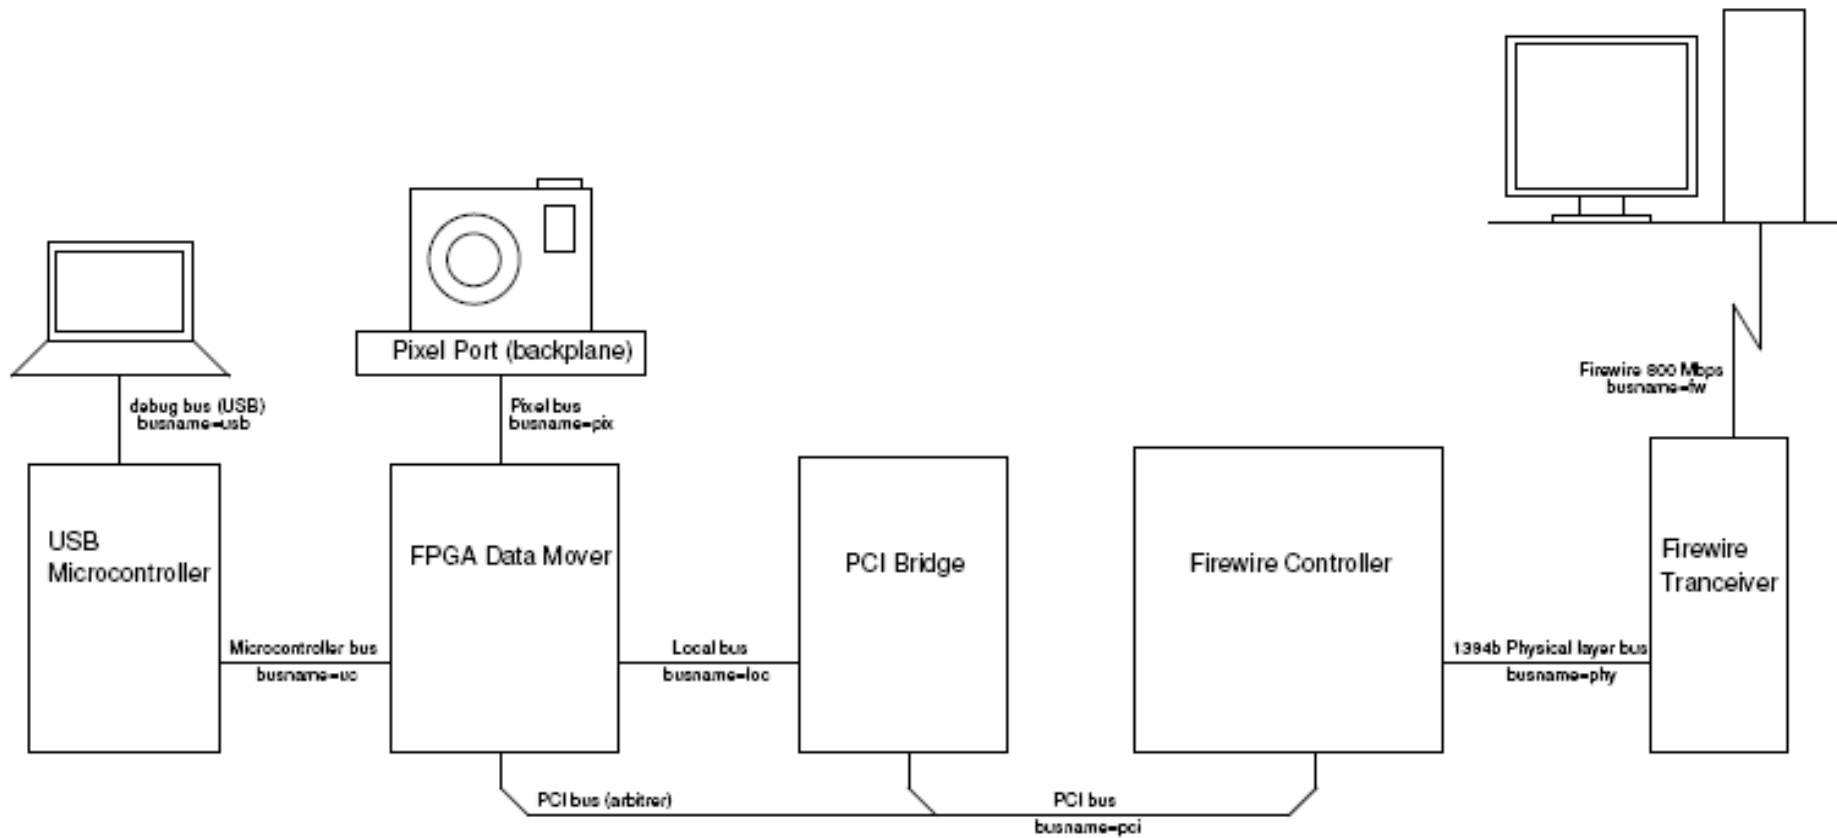 Firewire 800 Mbps
busname=fw
Pixel Port (backplane)
debug bus (USB)
busname=usb
Pixel bus
busname=pix
USB
Microcontroller
FPGA Data Mover
PCI Bridge
Firewire Controller
Firewire
Tranceiver
Microcontroller bus
busname=uc
Local bus
busname=loc
1394b Physical layer bus
busname=phy
PCI bus (arbitrer)
PCI bus
busname=pci